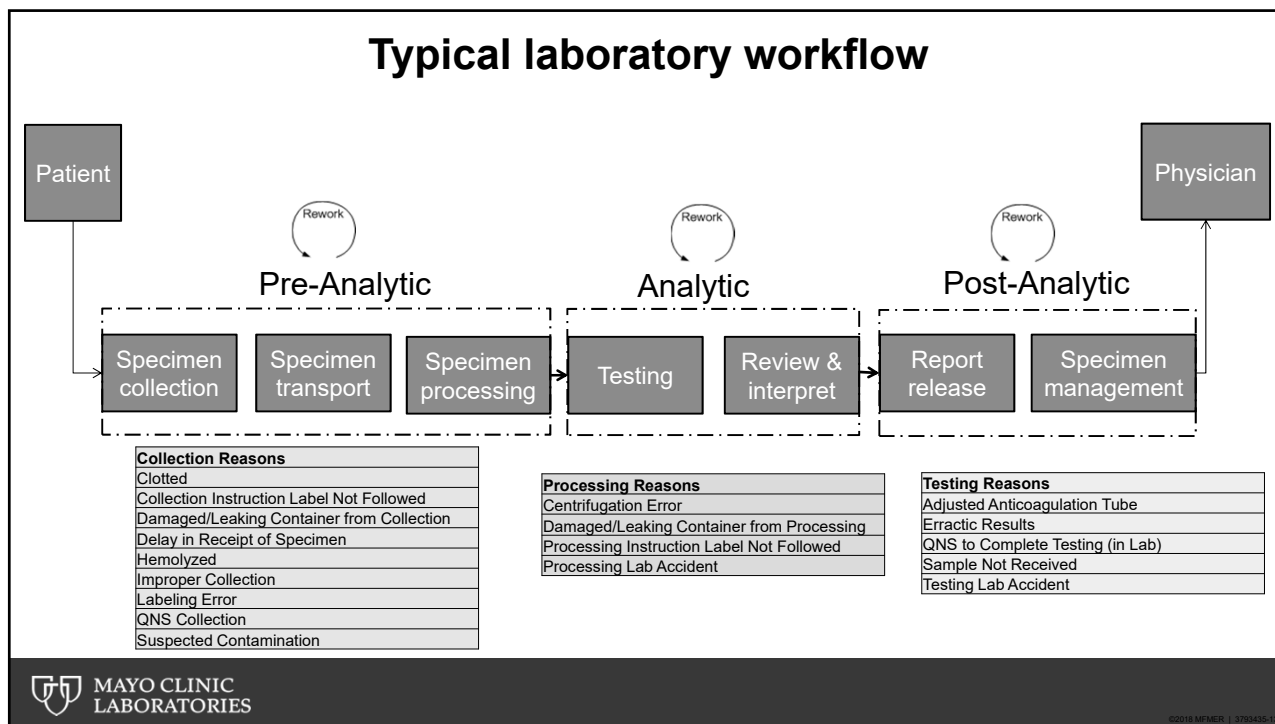 Typical laboratory workflow
Patient
Physician
Rework
Rework
Rework
Pre-Analytic
Analytic
Post-Analytic
Specimen
collection
Specimen
transport
Specimen
processing
Testing
Review &
interpret
Report
release
Specimen
management
Collection Reasons
Clotted
Collection Instruction Label Not Followed
Damaged/Leaking Container from Collection
Delay in Receipt of Specimen
Hemolyzed
Improper Collection
Labeling Error
QNS Collection
Suspected Contamination
Processing Reasons
Centrifugation Error
Damaged/Leaking Container from Processing
Processing Instruction Label Not Followed
Processing Lab Accident
Testing Reasons
Adjusted Anticoagulation Tube
Erractic Results
QNS to Complete Testing (in Lab)
Sample Not Received
Testing Lab Accident
MAYO CLINIC
LABORATORIES
©2018 MFMER | 3793435-1